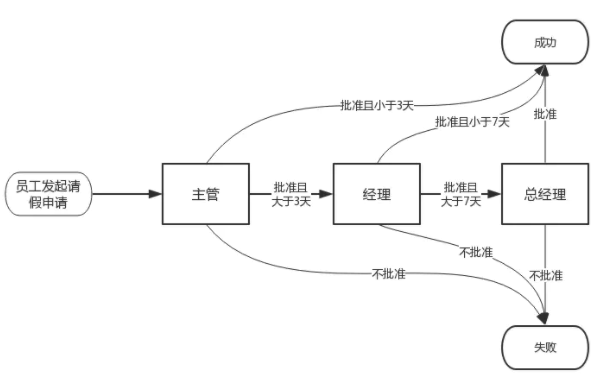 成功
批准且小于3天
批准且小于7天
批准
员工发起请
假申请
主管
批准且
大于3天
经理
批准且
大于7天
总经理
不批准
不批准
不批准
失败